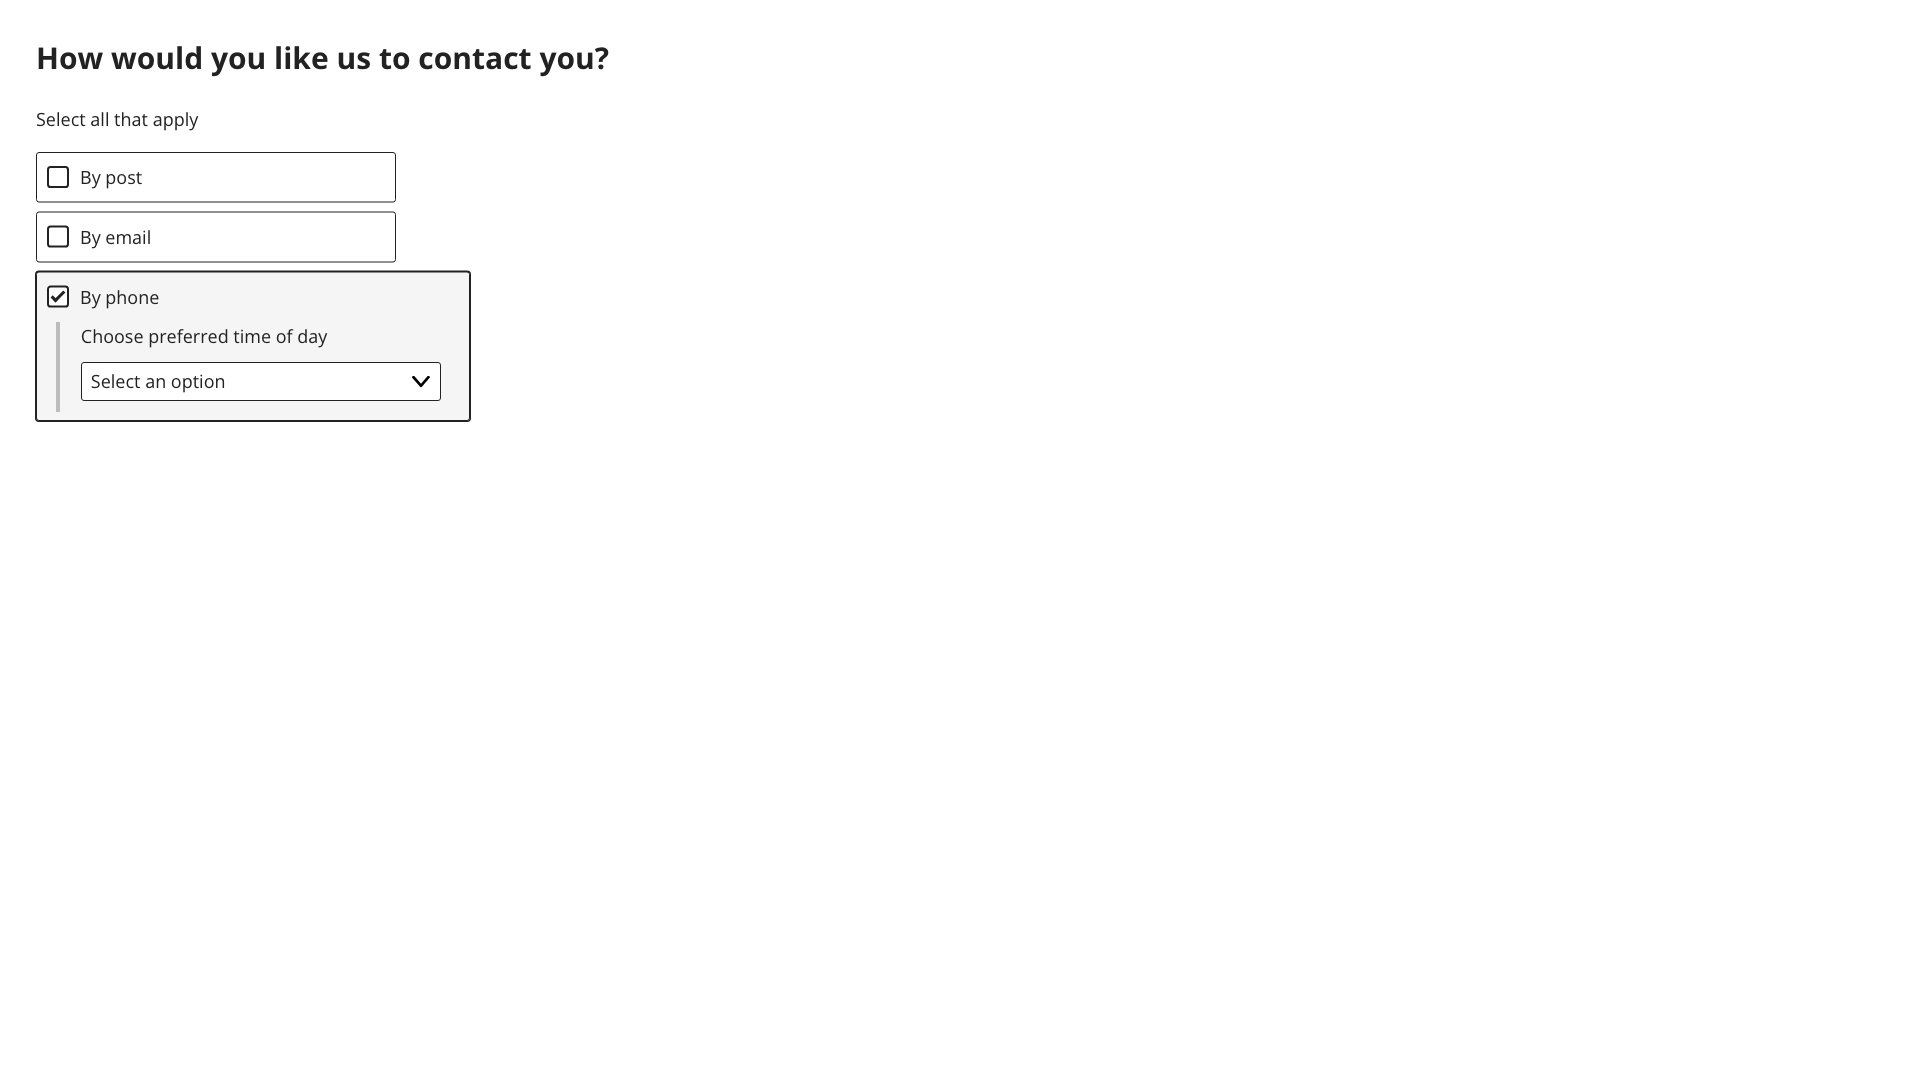 How would you like us to contact you?
Select all that apply
By post
By email
By phone
Choose preferred time of day
Select an option